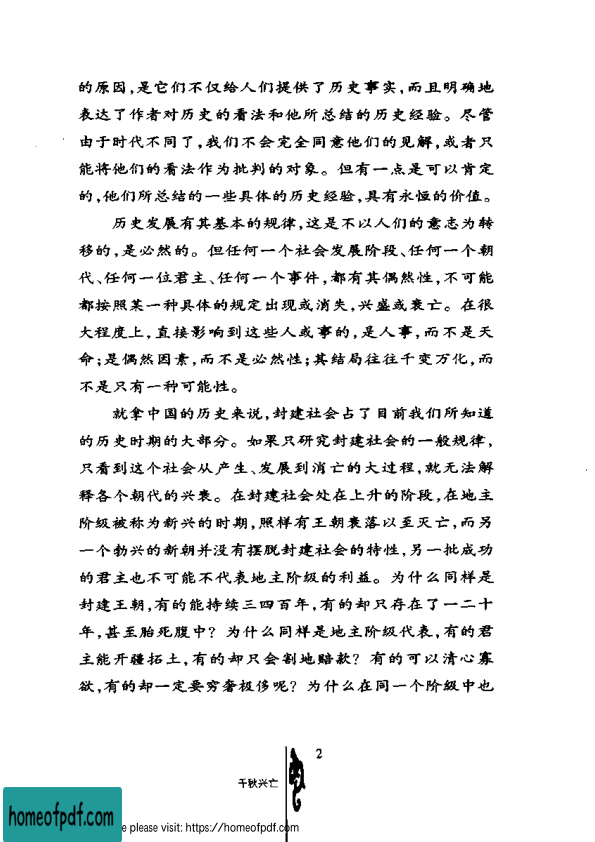 的原因,是它们不仅给人们提供了历史事实,而且明确地
表达了作者对历史的看法和他所总结的历史经验。尽管
由于时代不同了,我们不会完全同意他们的见解,或者只
能将他们的看法作为批判的对象。但有一点是可以肯定
的,他们所总结的一些具体的历史经验,具有永恒的价值。
历史发展有其基本的规律,这是不以人们的意志为转
移的,是必然的。但任何一个社会发展阶段、任何一个朝
代、任何一位君主、任何一个事件,都有其偶然性,不可能
都按照某一种具体的规定出现或消失,兴盛或衰亡。在很
大程度上,直接影响到这些人或事的,是人事,而不是天
命;是偶然因素,而不是必然性;其结局往往千变万化,而
不是只有一种可能性。
就拿中国的历史来说,封建社会占了目前我们所知道
的历史时期的大部分。如果只研究封建社会的一般规律,
只看到这个社会从产生、发展到消亡的大过程,就无法解
释各个朝代的兴衰。在封建社会处在上升的阶段,在地主
阶级被称为新兴的时期,照样有王朝衰落以至灭亡,而另
一个勃兴的新朝并没有摆脱封建社会的特性,另一批成功
的君主也不可能不代表地主阶级的利益。为什么同样是
封建王朝,有的能持续三四百年,有的却只存在了一二十
年,甚至胎死腹中?为什么同样是地主阶级代表,有的君
主能开疆拓土,有的却只会割地赔款?有的可以清心寡
欲,有的却一定要穷奢极侈呢?为什么在同一个阶级中也
2
千秋兴亡
homeofpdf.com
e please visit: https://homeofpdf.com